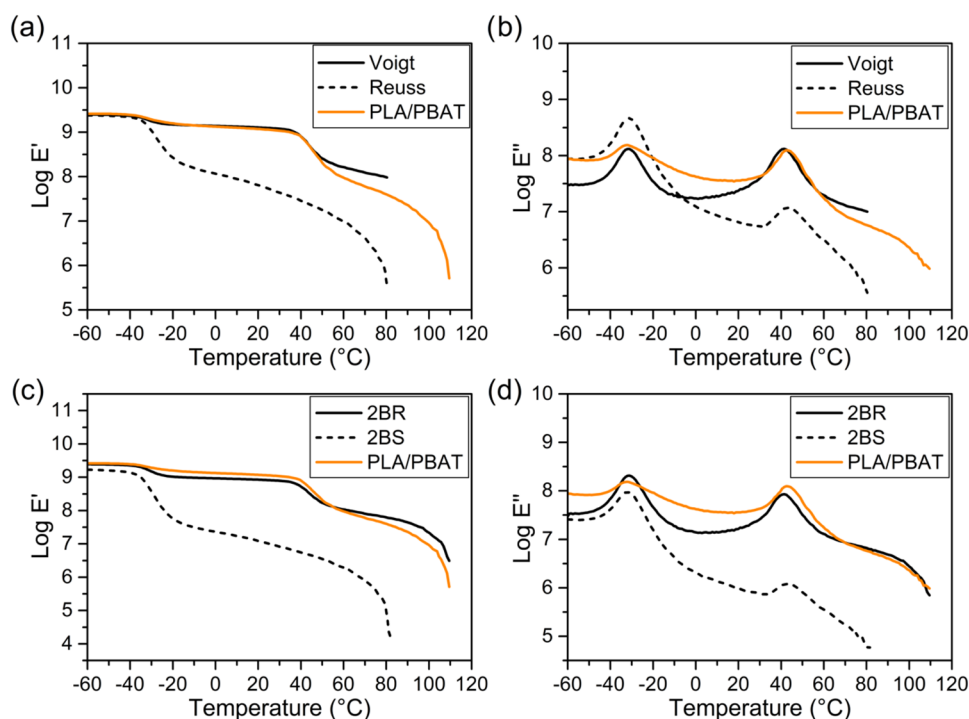 (a)
11
10
9
8
7
6
5
Log E'
Voigt
Reuss
PLA/PBAT
-60 -40 -20 0 20 40 60 80 100 120
Temperature (°C)
(b)
10
9
8
7
6
Log E''
Voigt
Reuss
PLA/PBAT
-60 -40 -20 0 20 40 60 80 100 120
Temperature (°C)
(c)
11
10
9
8
7
6
5
4
Log E'
2BR
2BS
PLA/PBAT
-60 -40 -20 0 20 40 60 80 100 120
Temperature (°C)
(d)
10
9
8
7
6
5
Log E''
2BR
2BS
PLA/PBAT
-60 -40 -20 0 20 40 60 80 100 120
Temperature (°C)